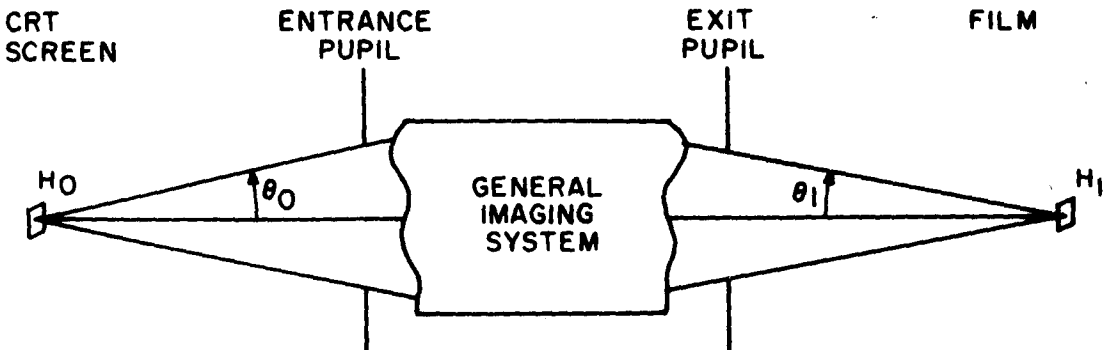 CRT
SCREEN
ENTRANCE
PUPIL
EXIT
PUPIL
FILM
H0
θ0
GENERAL
IMAGING
SYSTEM
θ1
H1